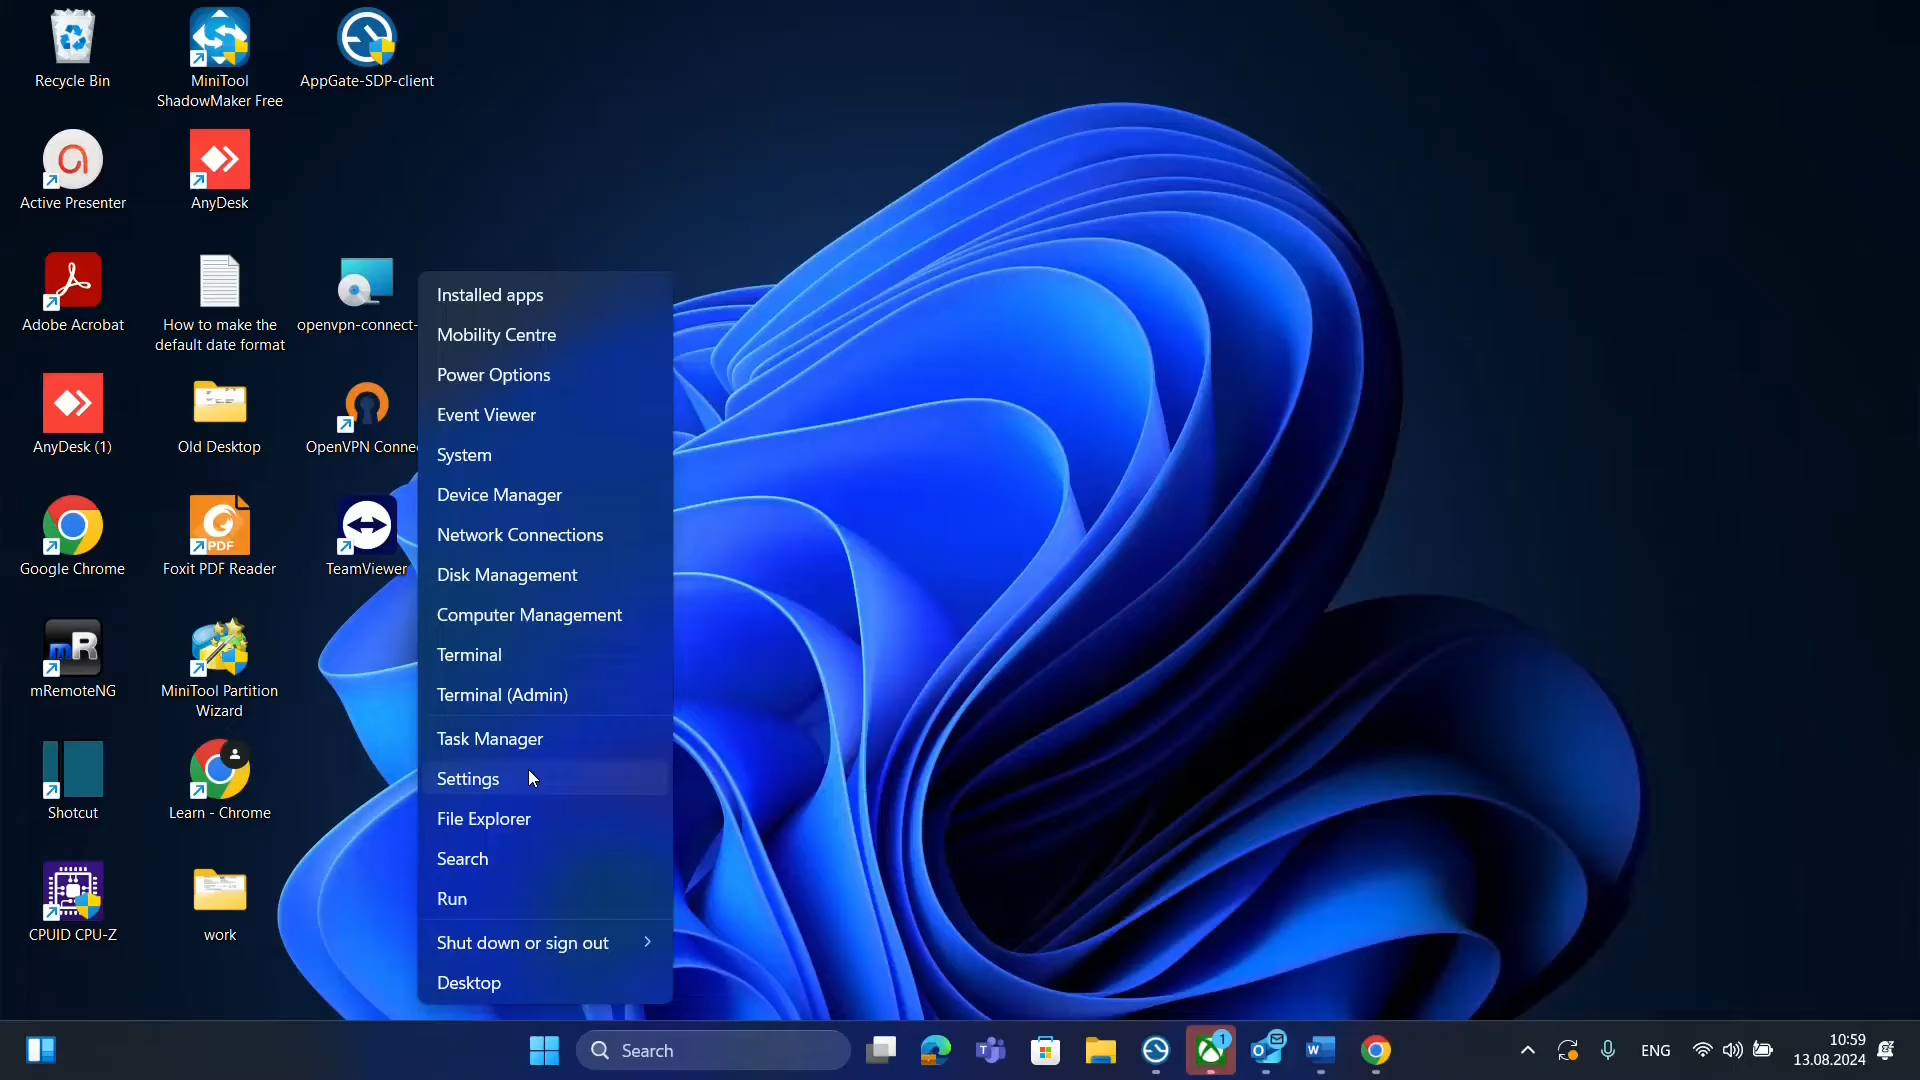 Recycle Bin
MiniTool
ShadowMaker Free
AppGate-SDP-client
Active Presenter
AnyDesk
Adobe Acrobat
How to make the
default date format
openvpn-connect-
AnyDesk (1)
Old Desktop
OpenVPN Connec
Google Chrome
PDF
Foxit PDF Reader
TeamViewer
mR
mRemoteNG
MiniTool Partition
Wizard
Shotcut
Learn - Chrome
CPUID CPU-Z
work
Installed apps
Mobility Centre
Power Options
Event Viewer
System
Device Manager
Network Connections
Disk Management
Computer Management
Terminal
Terminal (Admin)
Task Manager
Settings
File Explorer
Search
Run
Shut down or sign out
Desktop
Search
1
ENG
10:59
13.08.2024